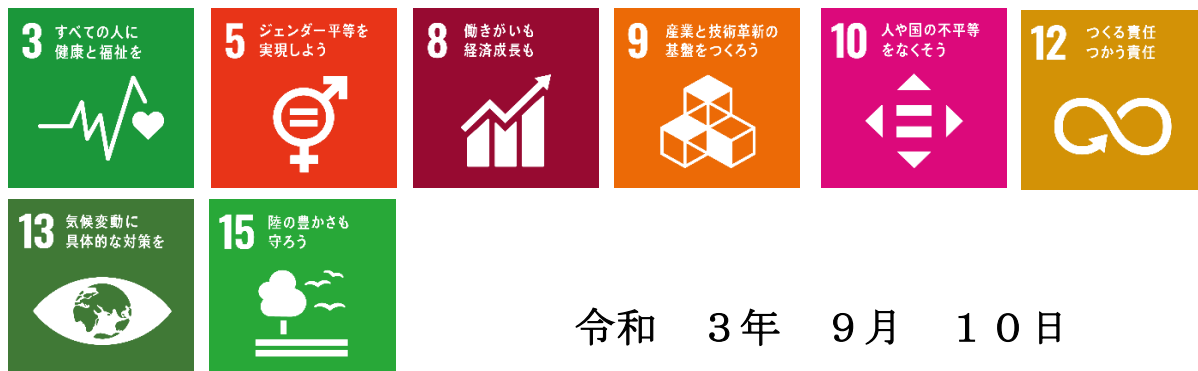 3 すべての人に
健康と福祉を
5 ジェンダー平等を
実現しよう
8 働きがいも
経済成長も
9 産業と技術革新の
基盤をつくろう
10 人や国の不平等
をなくそう
12 つくる責任
つかう責任
13 気候変動に
具体的な対策を
15 陸の豊かさも
守ろう
令和　３年　９月　１０日